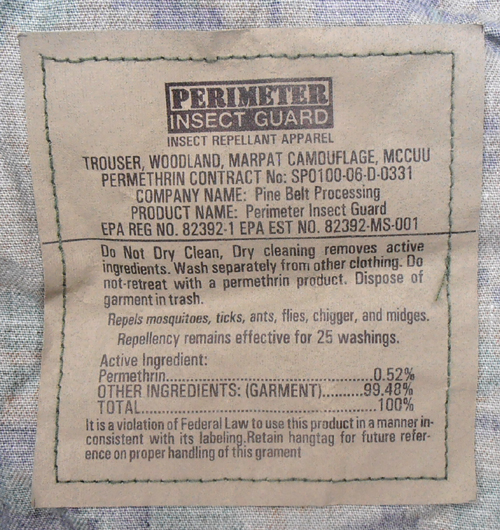 PERIMETER
INSECT GUARD
INSECT REPELLANT APPAREL
TROUSER, WOODLAND, MARPAT CAMOUFLAGE, MCCUU
PERMETHRIN CONTRACT No: SPO100-06-D-0331
COMPANY NAME: Pine Belt Processing
PRODUCT NAME: Perimeter Insect Guard
EPA REG NO. 82392-1 EPA EST NO. 82392-MS-001
Do Not Dry Clean, Dry cleaning removes active
ingredients. Wash separately from other clothing. Do
not-retreat with a permethrin product. Dispose of
garment in trash.
Repels mosquitoes, ticks, ants, flies, chigger, and midges.
Repellency remains effective for 25 washings.
Active Ingredient:
Permethrin.................................0.52%
OTHER INGREDIENTS: (GARMENT)..........99.48%
TOTAL......................................100%
It is a violation of Federal Law to use this product in a manner in-
consistent with its labeling.Retain hangtag for future refer-
ence on proper handling of this grament